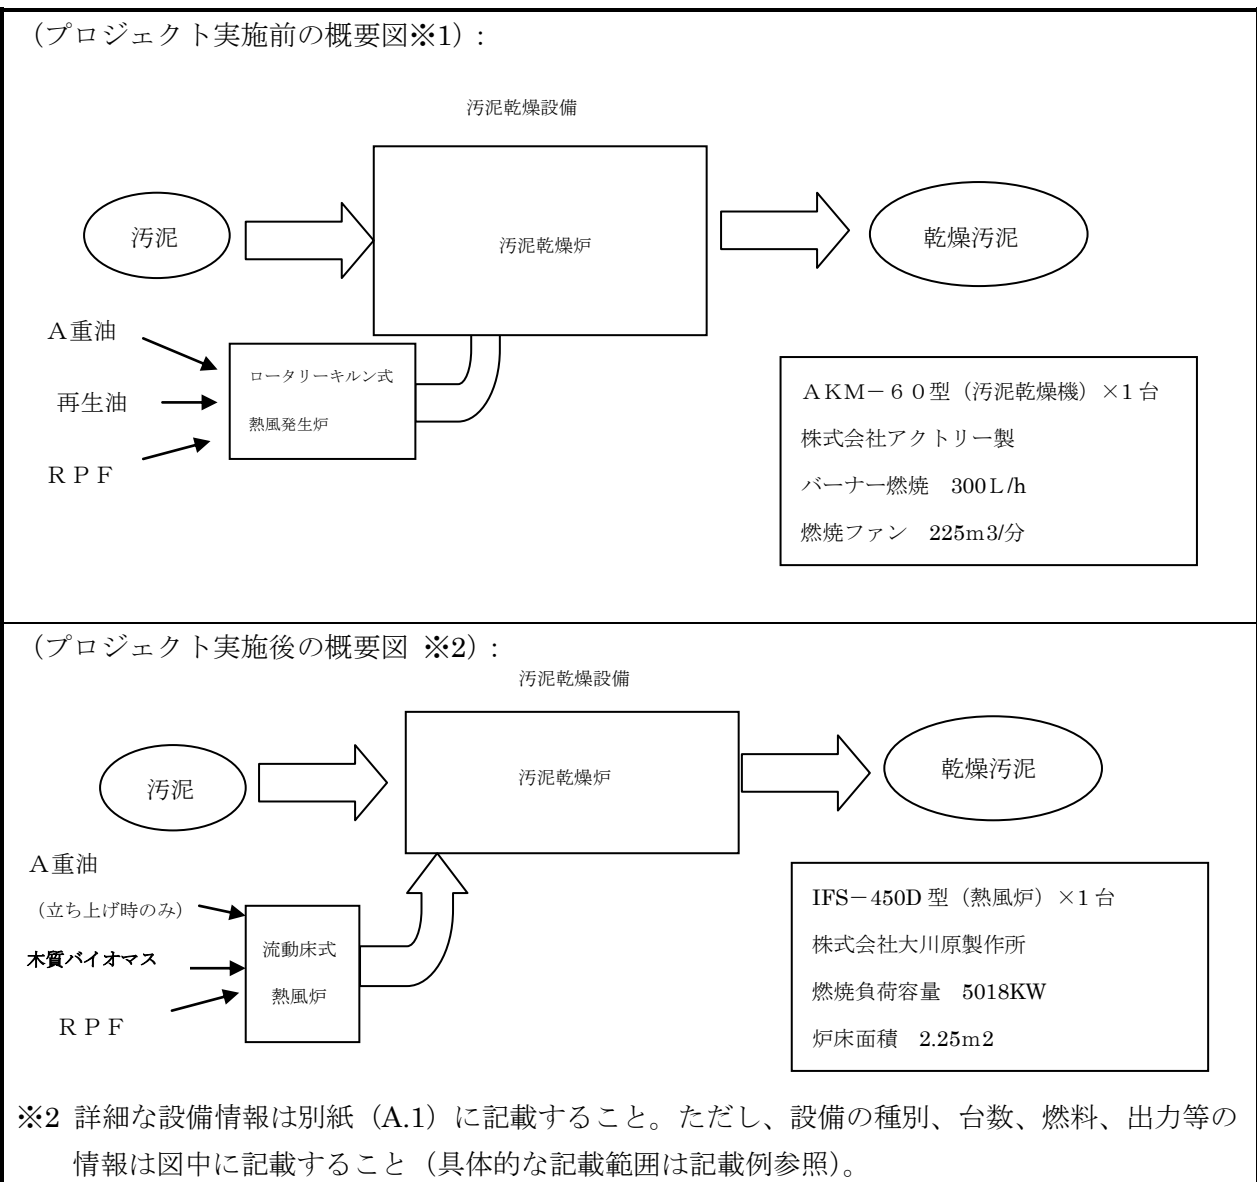 （プロジェクト実施前の概要図※1）:
汚泥乾燥設備
汚泥
汚泥乾燥炉
乾燥汚泥
Ａ重油
再生油
ＲＰＦ
ロータリーキルン式
熱風発生炉
ＡＫＭ－６０型（汚泥乾燥機）×1台
株式会社アクトリー製
バーナー燃焼　300Ｌ/h
燃焼ファン　225ｍ3/分
（プロジェクト実施後の概要図 ※2）:
汚泥乾燥設備
汚泥
汚泥乾燥炉
乾燥汚泥
Ａ重油
（立ち上げ時のみ）
木質バイオマス
ＲＰＦ
流動床式
熱風炉
IFS－450D 型（熱風炉）×1台
株式会社大川原製作所
燃焼負荷容量　5018KW
炉床面積　2.25ｍ2
※2 詳細な設備情報は別紙（A.1）に記載すること。ただし、設備の種別、台数、燃料、出力等の
情報は図中に記載すること（具体的な記載範囲は記載例参照）。